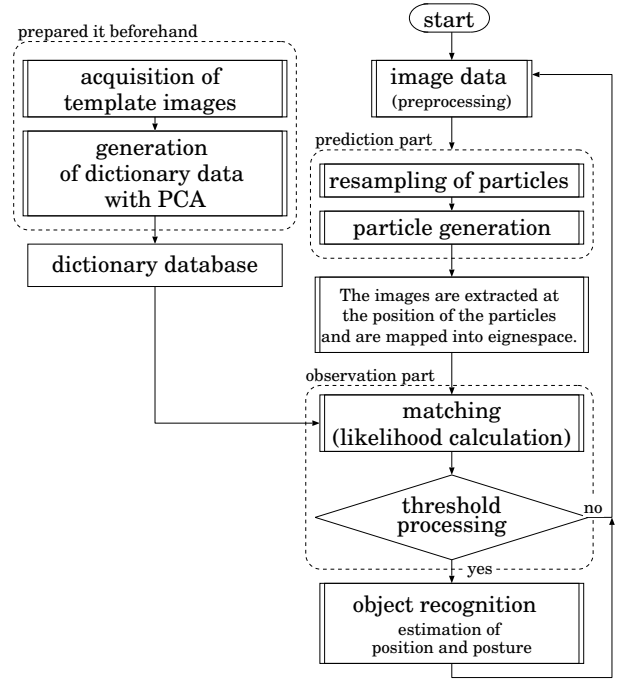 prepared it beforehand
acquisition of
template images
generation
of dictionary data
with PCA
dictionary database
start
image data
(preprocessing)
prediction part
resampling of particles
particle generation
The images are extracted at
the position of the particles
and are mapped into eignespace.
observation part
matching
(likelihood calculation)
threshold
processing
no
yes
object recognition
estimation of
position and posture